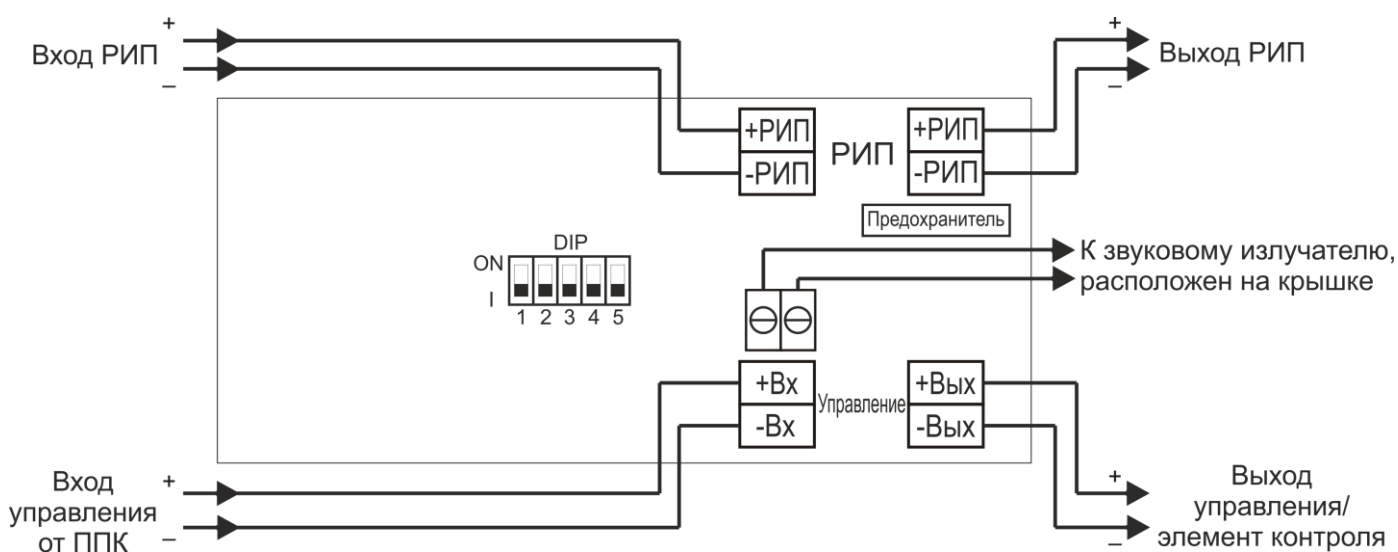 +
Вход РИП
–
+
Выход РИП
–
+РИП
-РИП
РИП
+РИП
-РИП
Предохранитель
DIP
ON
I
1 2 3 4 5
К звуковому излучателю,
расположен на крышке
+Вх
-Вх
Управление
+Вых
-Вых
Вход
управления
от ППК
+
–
+
–
Выход
управления/
элемент контроля